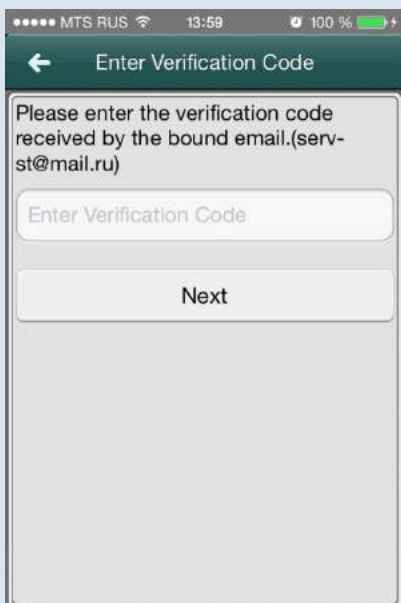 MTS RUS 13:59 100 %
Enter Verification Code
Please enter the verification code
received by the bound email.(serv-
st@mail.ru)
Enter Verification Code
Next